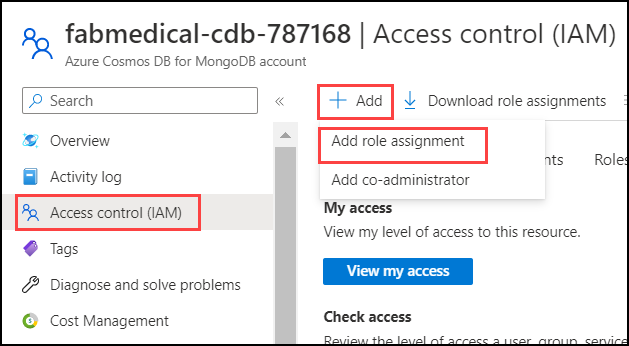 fabmedical-cdb-787168 | Access control (IAM)
Azure Cosmos DB for MongoDB account
Search
«
Add
Download role assignments
Overview
Activity log
Access control (IAM)
Tags
Diagnose and solve problems
Cost Management
Add role assignment
Add co-administrator
Roles
My access
View my level of access to this resource.
View my access
Check access
Review the level of access a user, group, service